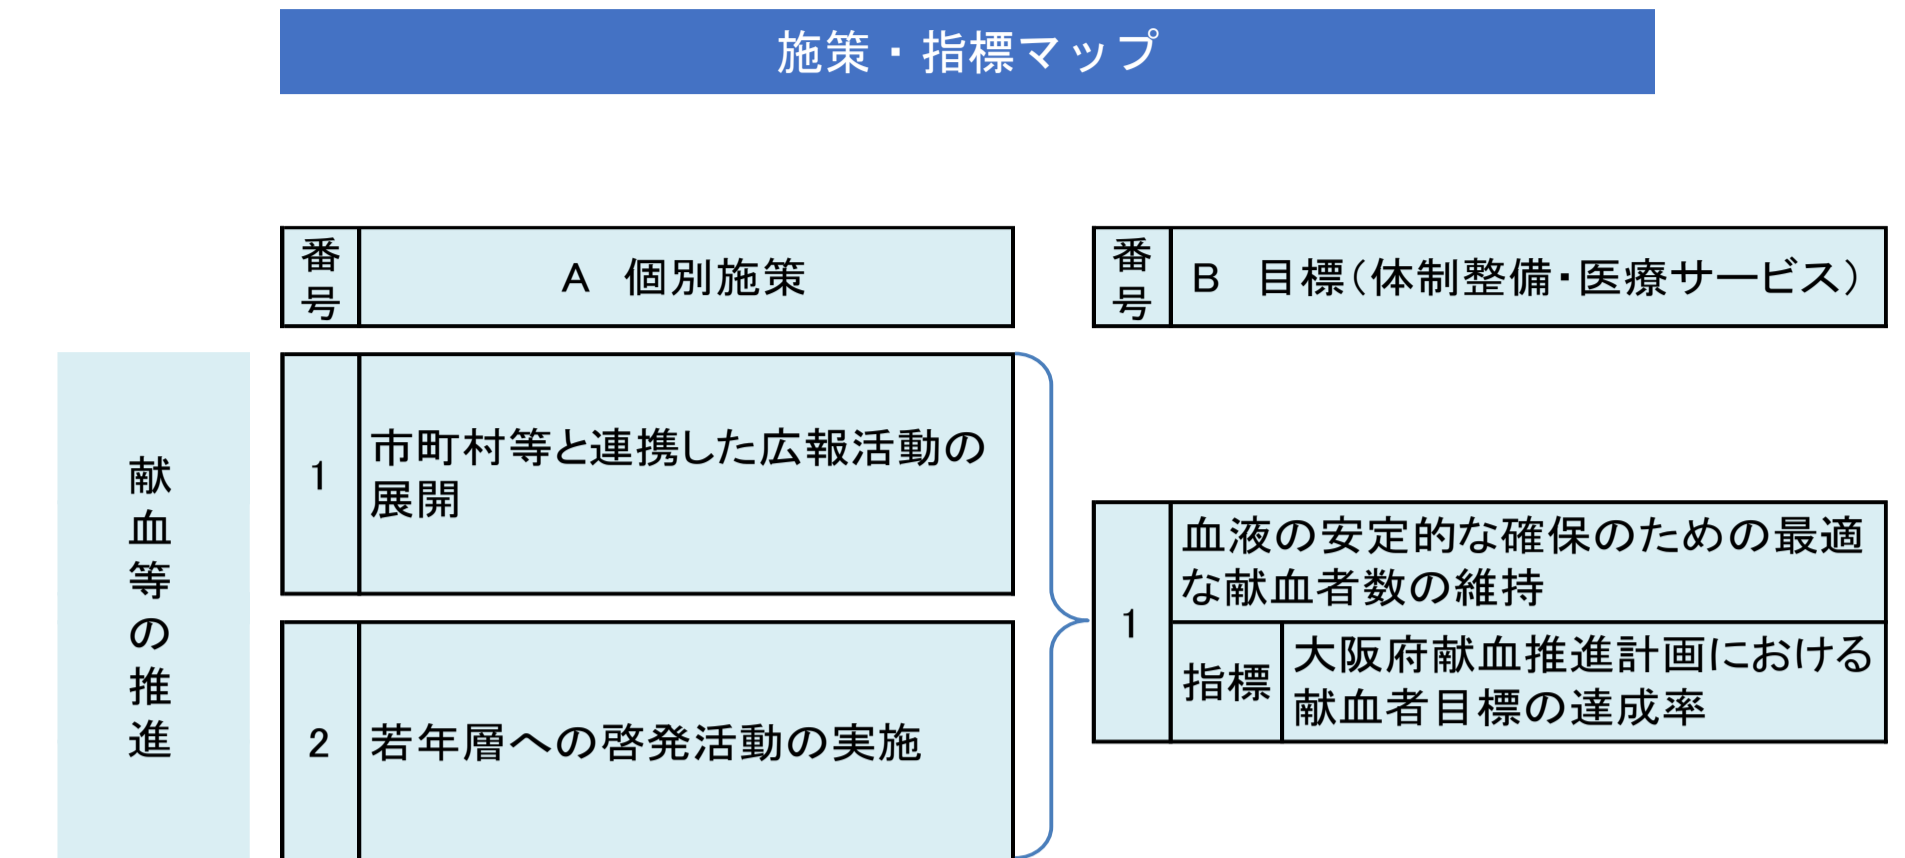 施策・指標マップ
番号
A 個別施策
番号
B 目標(体制整備・医療サービス)
献血等の推進
1
市町村等と連携した広報活動の
展開
2
若年層への啓発活動の実施
1
血液の安定的な確保のための最適
な献血者数の維持
指標
大阪府献血推進計画における
献血者目標の達成率